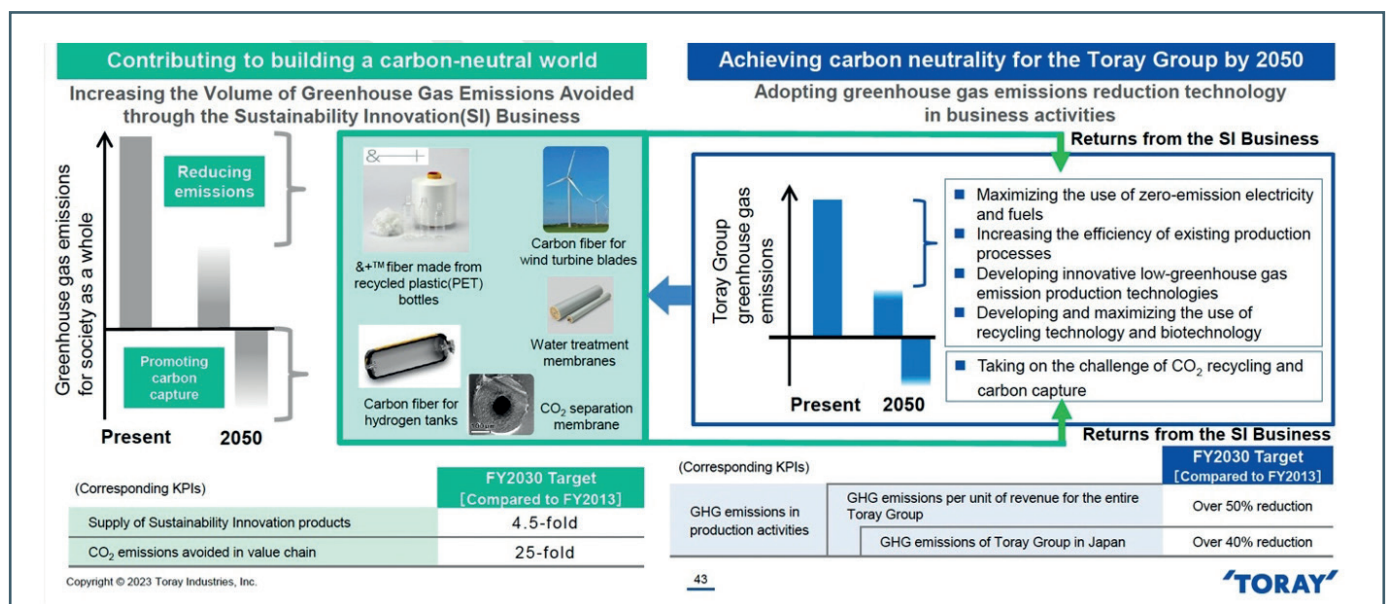 Contributing to building a carbon-neutral world
Increasing the Volume of Greenhouse Gas Emissions Avoided
through the Sustainability Innovation(SI) Business
Greenhouse gas emissions
for society as a whole
Reducing
emissions
Promoting
carbon
capture
Present
2050
&+
&+™ fiber made from
recycled plastic(PET)
bottles
Carbon fiber for
wind turbine blades
Water treatment
membranes
Carbon fiber for
hydrogen tanks
CO₂ separation
membrane
(Corresponding KPIs)
FY2030 Target
[Compared to FY2013]
Supply of Sustainability Innovation products
4.5-fold
CO₂ emissions avoided in value chain
25-fold
Achieving carbon neutrality for the Toray Group by 2050
Adopting greenhouse gas emissions reduction technology
in business activities
Returns from the SI Business
Toray Group
greenhouse gas
emissions
Present
2050
■ Maximizing the use of zero-emission electricity
and fuels
■ Increasing the efficiency of existing production
processes
■ Developing innovative low-greenhouse gas
emission production technologies
■ Developing and maximizing the use of
recycling technology and biotechnology
■ Taking on the challenge of CO₂ recycling and
carbon capture
Returns from the SI Business
(Corresponding KPIs)
FY2030 Target
[Compared to FY2013]
GHG emissions in
production activities
GHG emissions per unit of revenue for the entire
Toray Group
Over 50% reduction
GHG emissions of Toray Group in Japan
Over 40% reduction
Copyright © 2023 Toray Industries, Inc.
43
'TORAY'